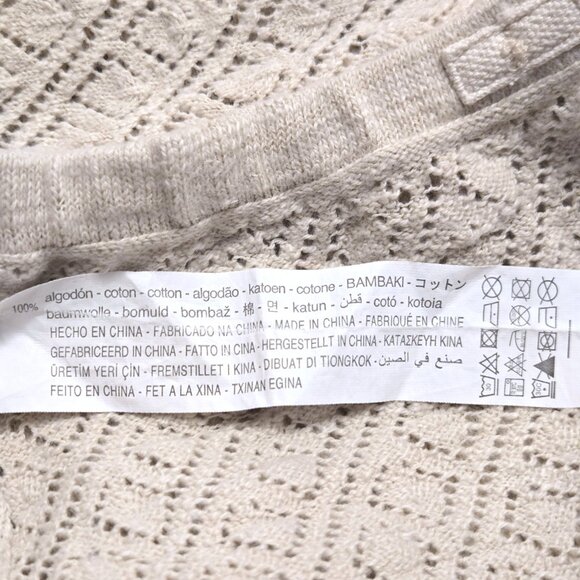 100% algodón - coton - cotton - algodão - katoen - cotone - BAMBAKI - コットン
baumwolle - bomuld - bombaž - 棉 - 면 - katun - قطن - cotó - kotoia
HECHO EN CHINA - FABRICADO NA CHINA - MADE IN CHINA - FABRIQUÉ EN CHINE
GEFABRICEERD IN CHINA - FATTO IN CINA - HERGESTELLT IN CHINA - ΚΑΤΑΣΚΕΥΗ ΚΙΝΑ
ÜRETİM YERİ ÇİN - FREMSTILLET I KINA - DIBUAT DI TIONGKOK - صنع في الصين
FEITO EN CHINA - FET A LA XINA - TXINAN EGINA